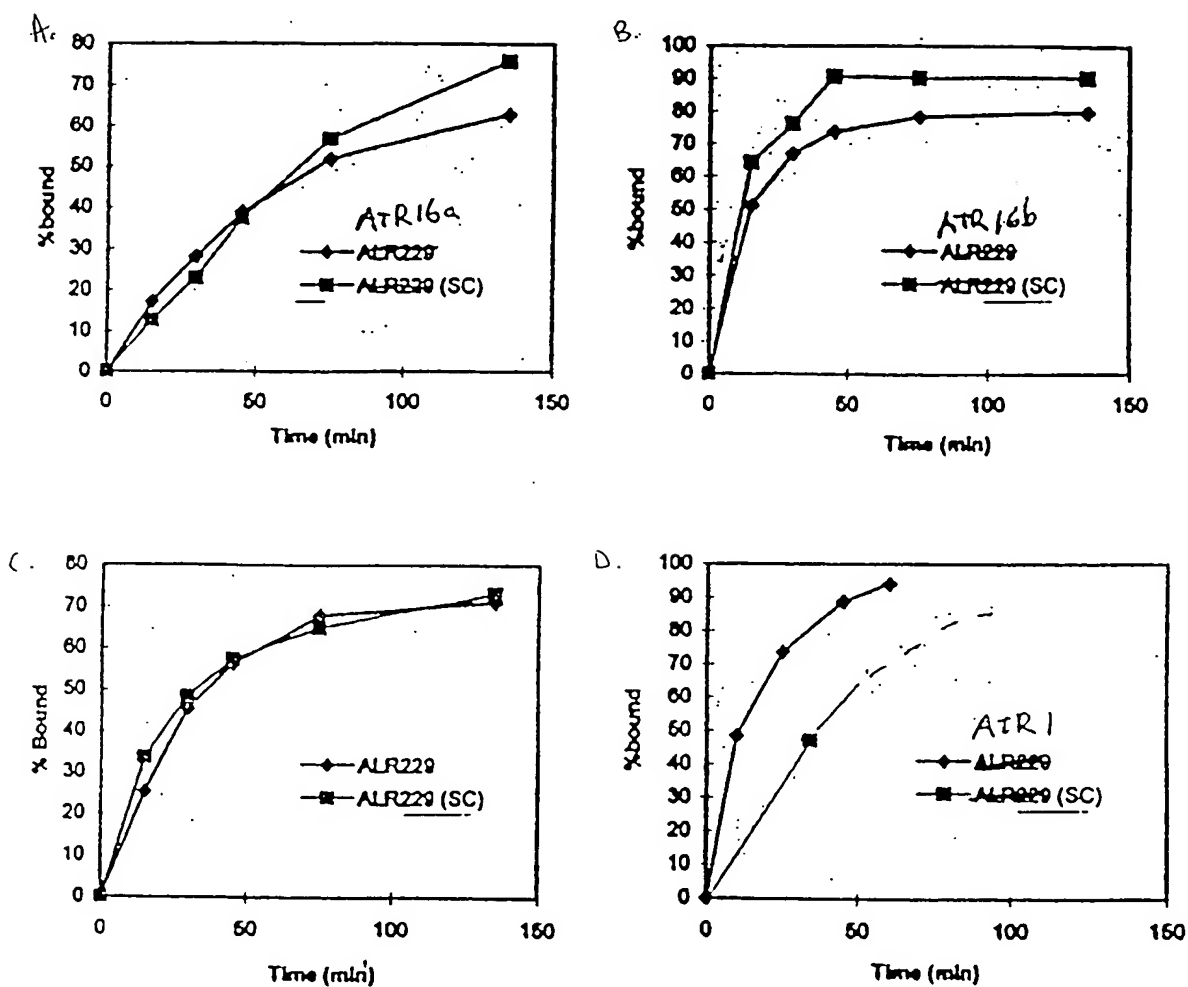 A.
80
70
60
50
40
30
20
10
0
%bound
ATR16a
ALR229
ALR229 (SC)
0 50 100 150
Time (min)
B.
100
90
80
70
60
50
40
30
20
10
0
%bound
ATR16b
ALR229
ALR229 (SC)
0 50 100 150
Time (min)
C.
80
70
60
50
40
30
20
10
0
% Bound
ALR229
ALR229 (SC)
0 50 100 150
Time (min)
D.
100
90
80
70
60
50
40
30
20
10
0
%bound
ATR1
ALR229
ALR229 (SC)
0 50 100 150
Time (min)